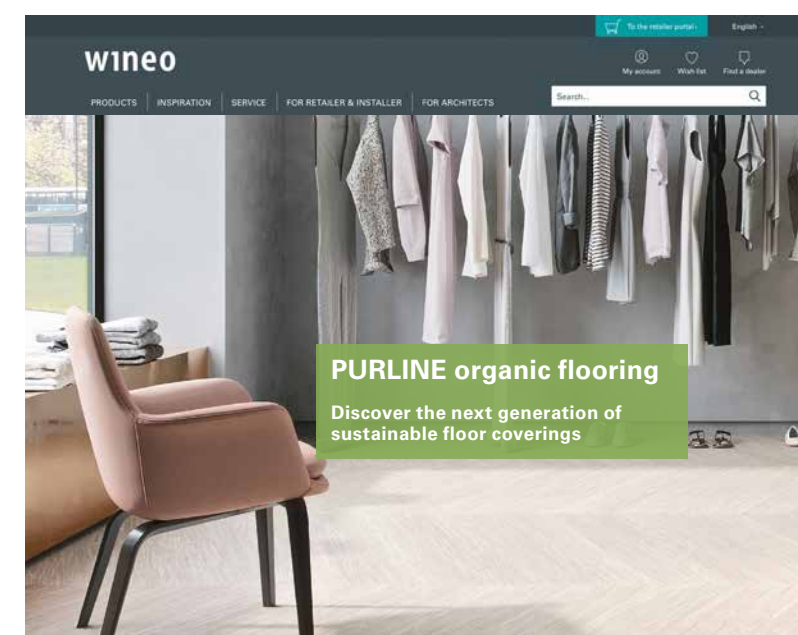 To the retailer portal ›
English
wineo
My account
Wish list
Find a dealer
PRODUCTS
INSPIRATION
SERVICE
FOR RETAILER & INSTALLER
FOR ARCHITECTS
Search...
PURLINE organic flooring
Discover the next generation of
sustainable floor coverings